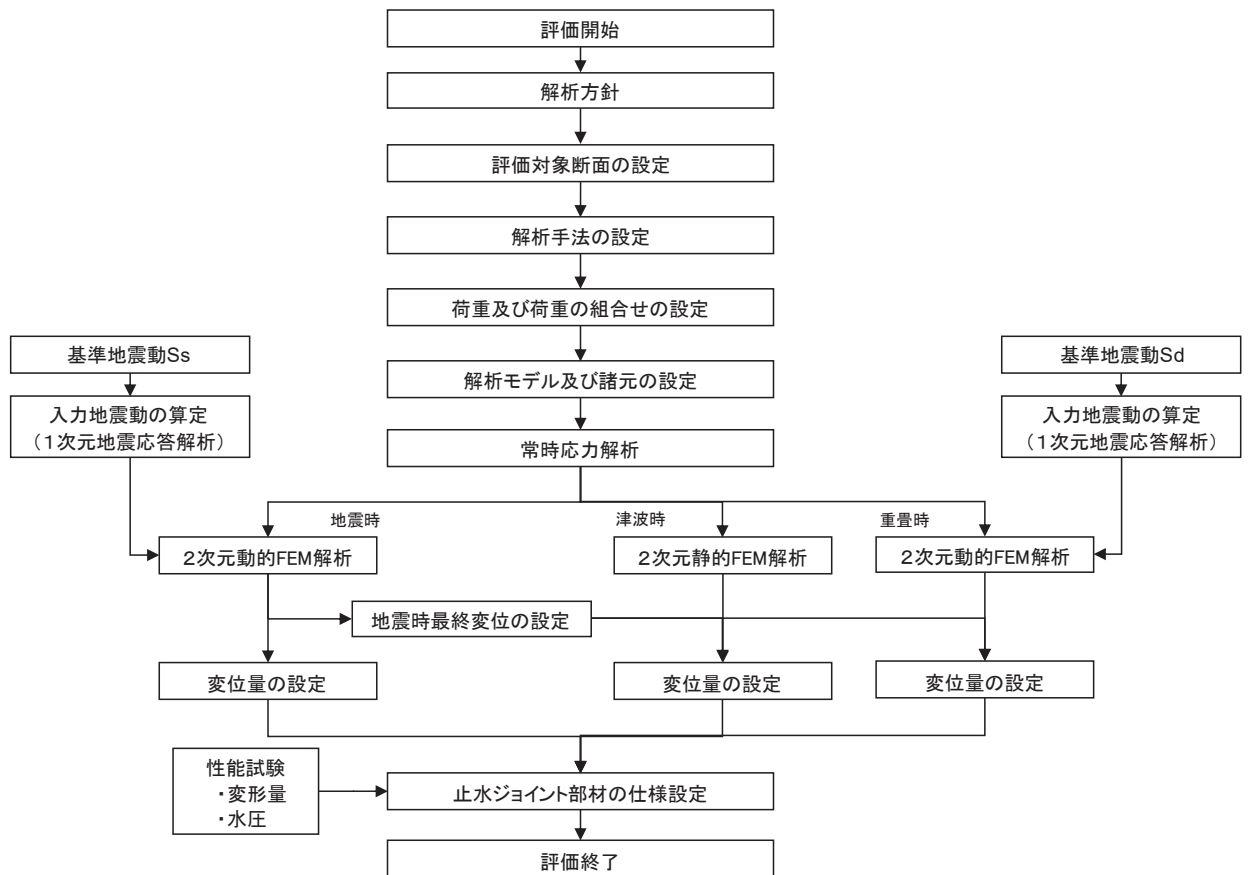 評価開始
解析方針
評価対象断面の設定
解析手法の設定
荷重及び荷重の組合せの設定
基準地震動Ss
基準地震動Sd
解析モデル及び諸元の設定
入力地震動の算定
（１次元地震応答解析）
入力地震動の算定
（１次元地震応答解析）
常時応力解析
地震時
津波時
重畳時
２次元動的FEM解析
２次元静的FEM解析
２次元動的FEM解析
地震時最終変位の設定
変位量の設定
変位量の設定
変位量の設定
性能試験
・変形量
・水圧
止水ジョイント部材の仕様設定
評価終了